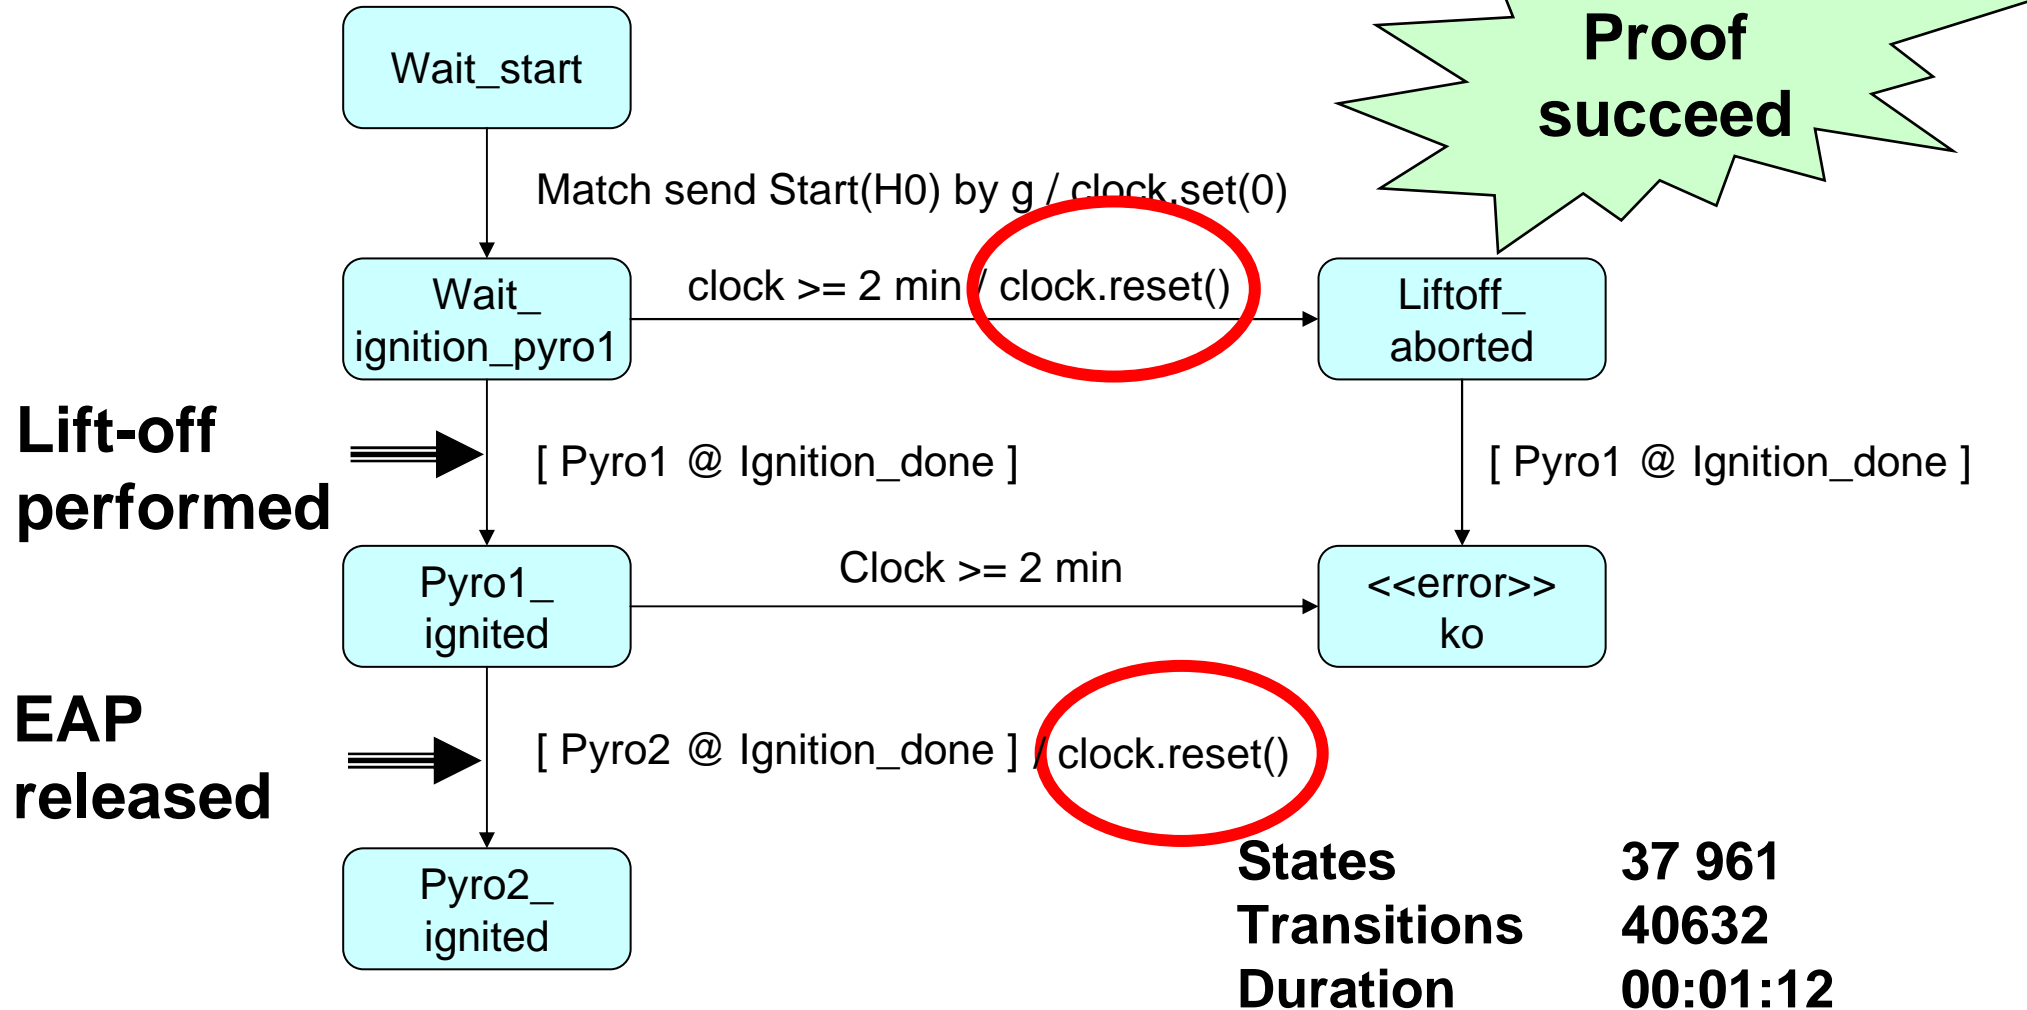 Proof
succeed
Wait_start
Match send Start(H0) by g / clock.set(0)
Wait_
ignition_pyro1
clock >= 2 min / clock.reset()
Liftoff_
aborted
Lift-off
performed
[ Pyro1 @ Ignition_done ]
[ Pyro1 @ Ignition_done ]
Pyro1_
ignited
Clock >= 2 min
<<error>>
ko
EAP
released
[ Pyro2 @ Ignition_done ] / clock.reset()
Pyro2_
ignited
States 37 961
Transitions 40632
Duration 00:01:12